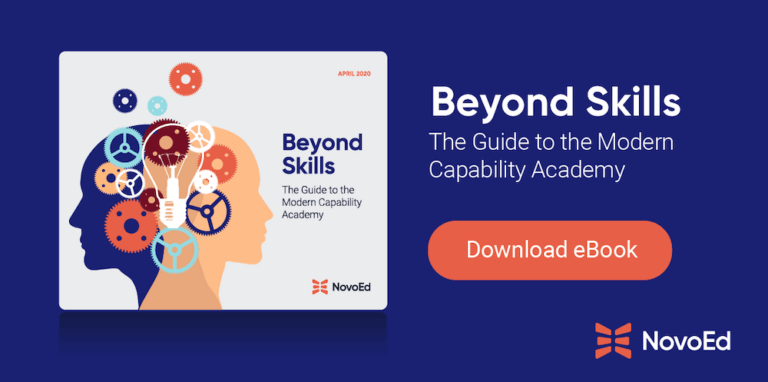 APRIL 2020
Beyond
Skills
The Guide to the
Modern Capability
Academy
NovoEd
Beyond Skills
The Guide to the Modern
Capability Academy
Download eBook
NovoEd